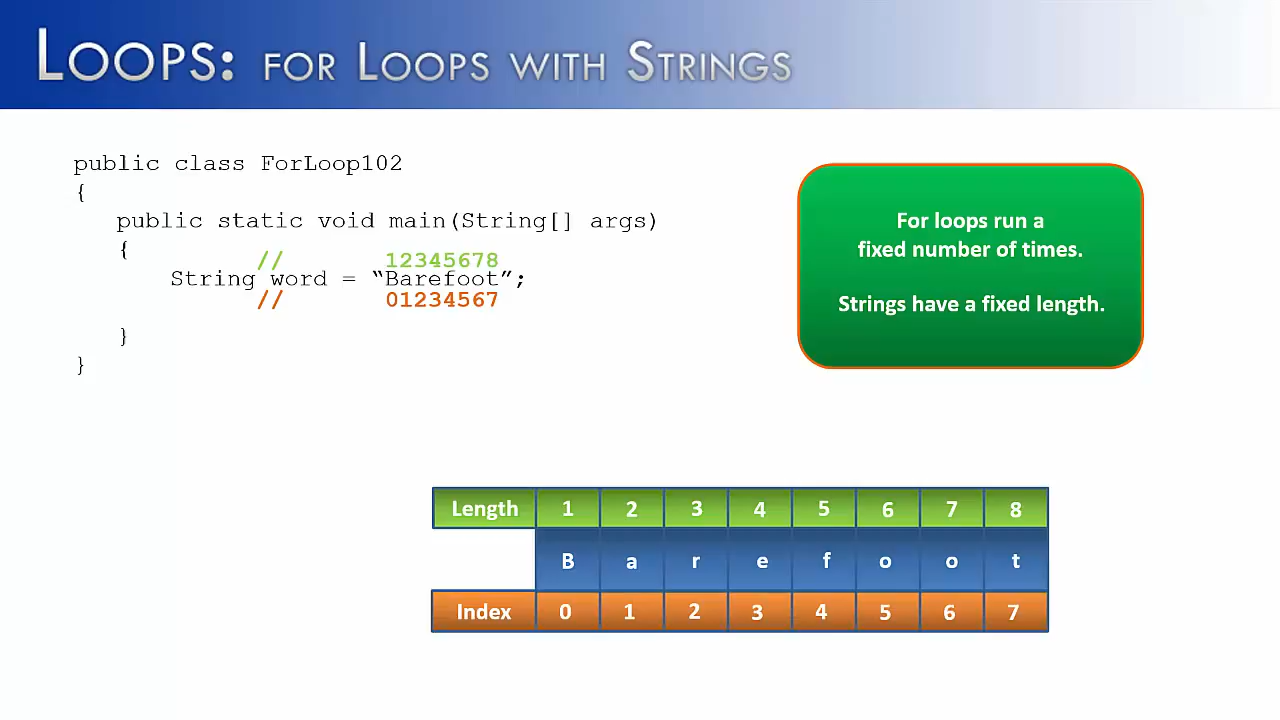 Loops: for Loops with Strings
public class ForLoop102
{
public static void main(String[] args)
{
// 12345678
String word = “Barefoot”;
// 01234567
}
}
For loops run a
fixed number of times.
Strings have a fixed length.
Length 1 2 3 4 5 6 7 8
B a r e f o o t
Index 0 1 2 3 4 5 6 7